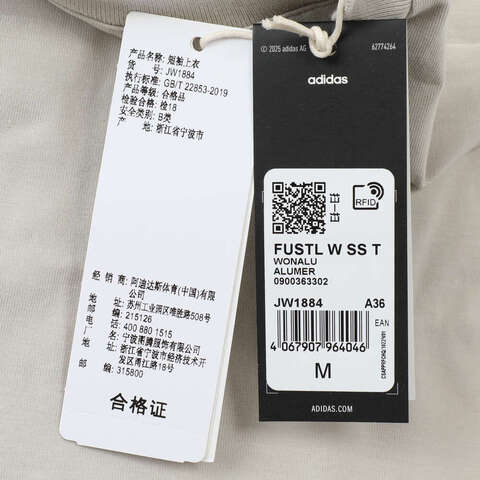 产品名称: 短袖上衣
货 号: JW1884
执行标准: GB/T 22853-2019
产品等级: 合格品
检验合格: 检18
安全类别: B类
产地: 浙江省宁波市
经 销 商: 阿迪达斯体育(中国)有限
公司
地 址: 苏州工业园区唯胜路508号
邮 编: 215126
电 话: 400 880 1515
制 造 商: 宁波甬腾服饰有限公司
地 址: 浙江省宁波市经济技术开
发区甬江路18号
邮 编: 315800
合格证
© 2025 adidas AG
62774264
adidas
RFID
FUSTL W SS T
WONALU
ALUMER
0900363302
JW1884 A36
EAN
4 067907 964046
M
ADIDAS.COM